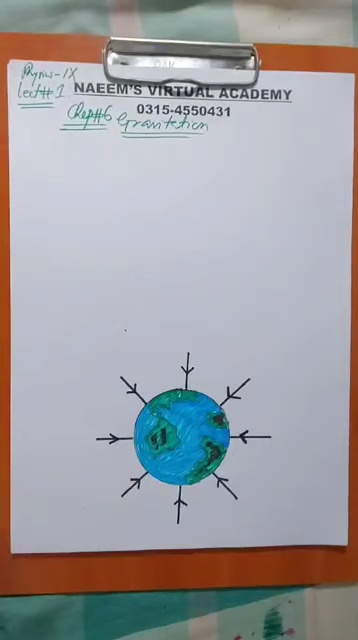 Physics-IX
Lect# 1
NAEEM'S VIRTUAL ACADEMY
0315-4550431
Chap#6 Gravitation